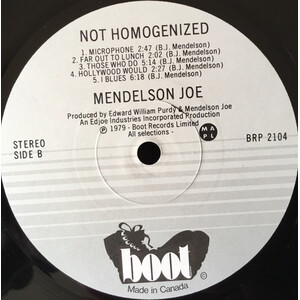 NOT HOMOGENIZED
1. MICROPHONE 2:47 (B.J. Mendelson)
2. FAR OUT TO LUNCH 2:02 (B.J. Mendelson)
3. THOSE WHO DO 5:14 (B.J. Mendelson)
4. HOLLYWOOD WOULD 2:27 (B.J. Mendelson)
5. I BLUES 6:18 (B.J. Mendelson)
MENDELSON JOE
Produced by Edward William Purdy & Mendelson Joe
An Edjoe Industries Incorporated Production
℗ 1979 - Boot Records Limited
All selections -
M A P L
STEREO
SIDE B
BRP 2104
boot
©
Made in Canada